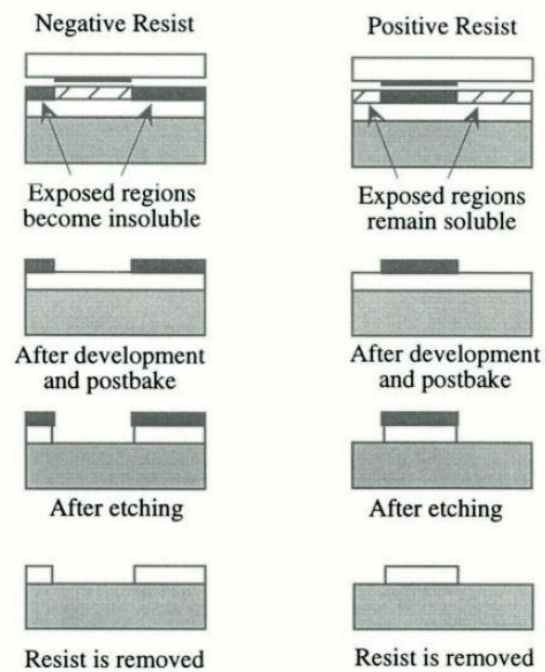 Negative Resist
Positive Resist
Exposed regions
become insoluble
Exposed regions
remain soluble
After development
and postbake
After development
and postbake
After etching
After etching
Resist is removed
Resist is removed